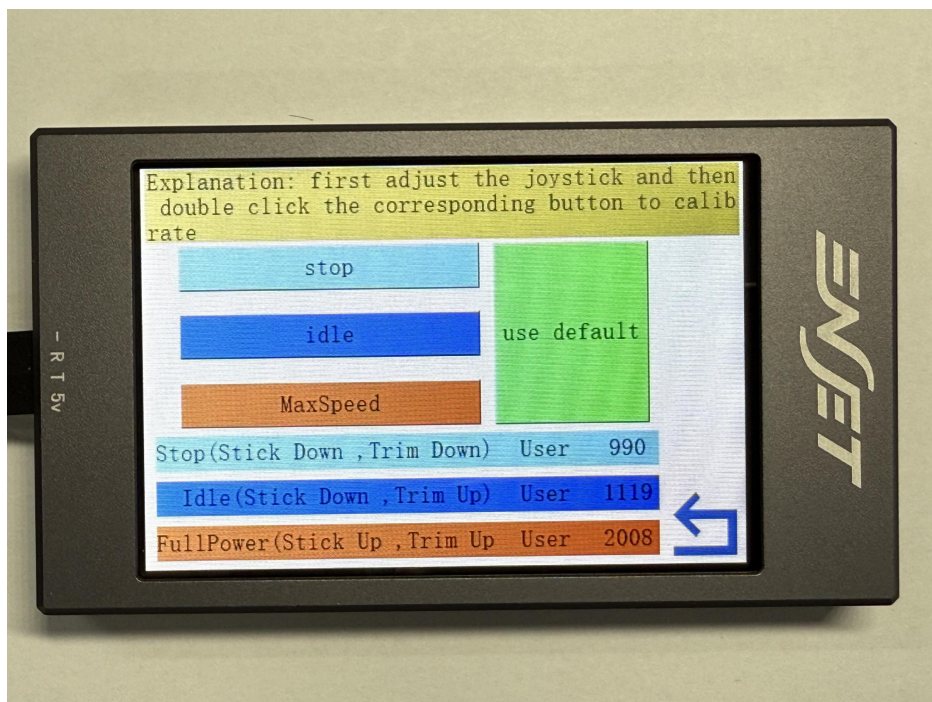 Explanation: first adjust the joystick and then
double click the corresponding button to calib
rate
stop
idle
use default
MaxSpeed
Stop(Stick Down ,Trim Down) User 990
Idle(Stick Down ,Trim Up) User 1119
FullPower(Stick Up ,Trim Up User 2008
- R T 5v
ENJET